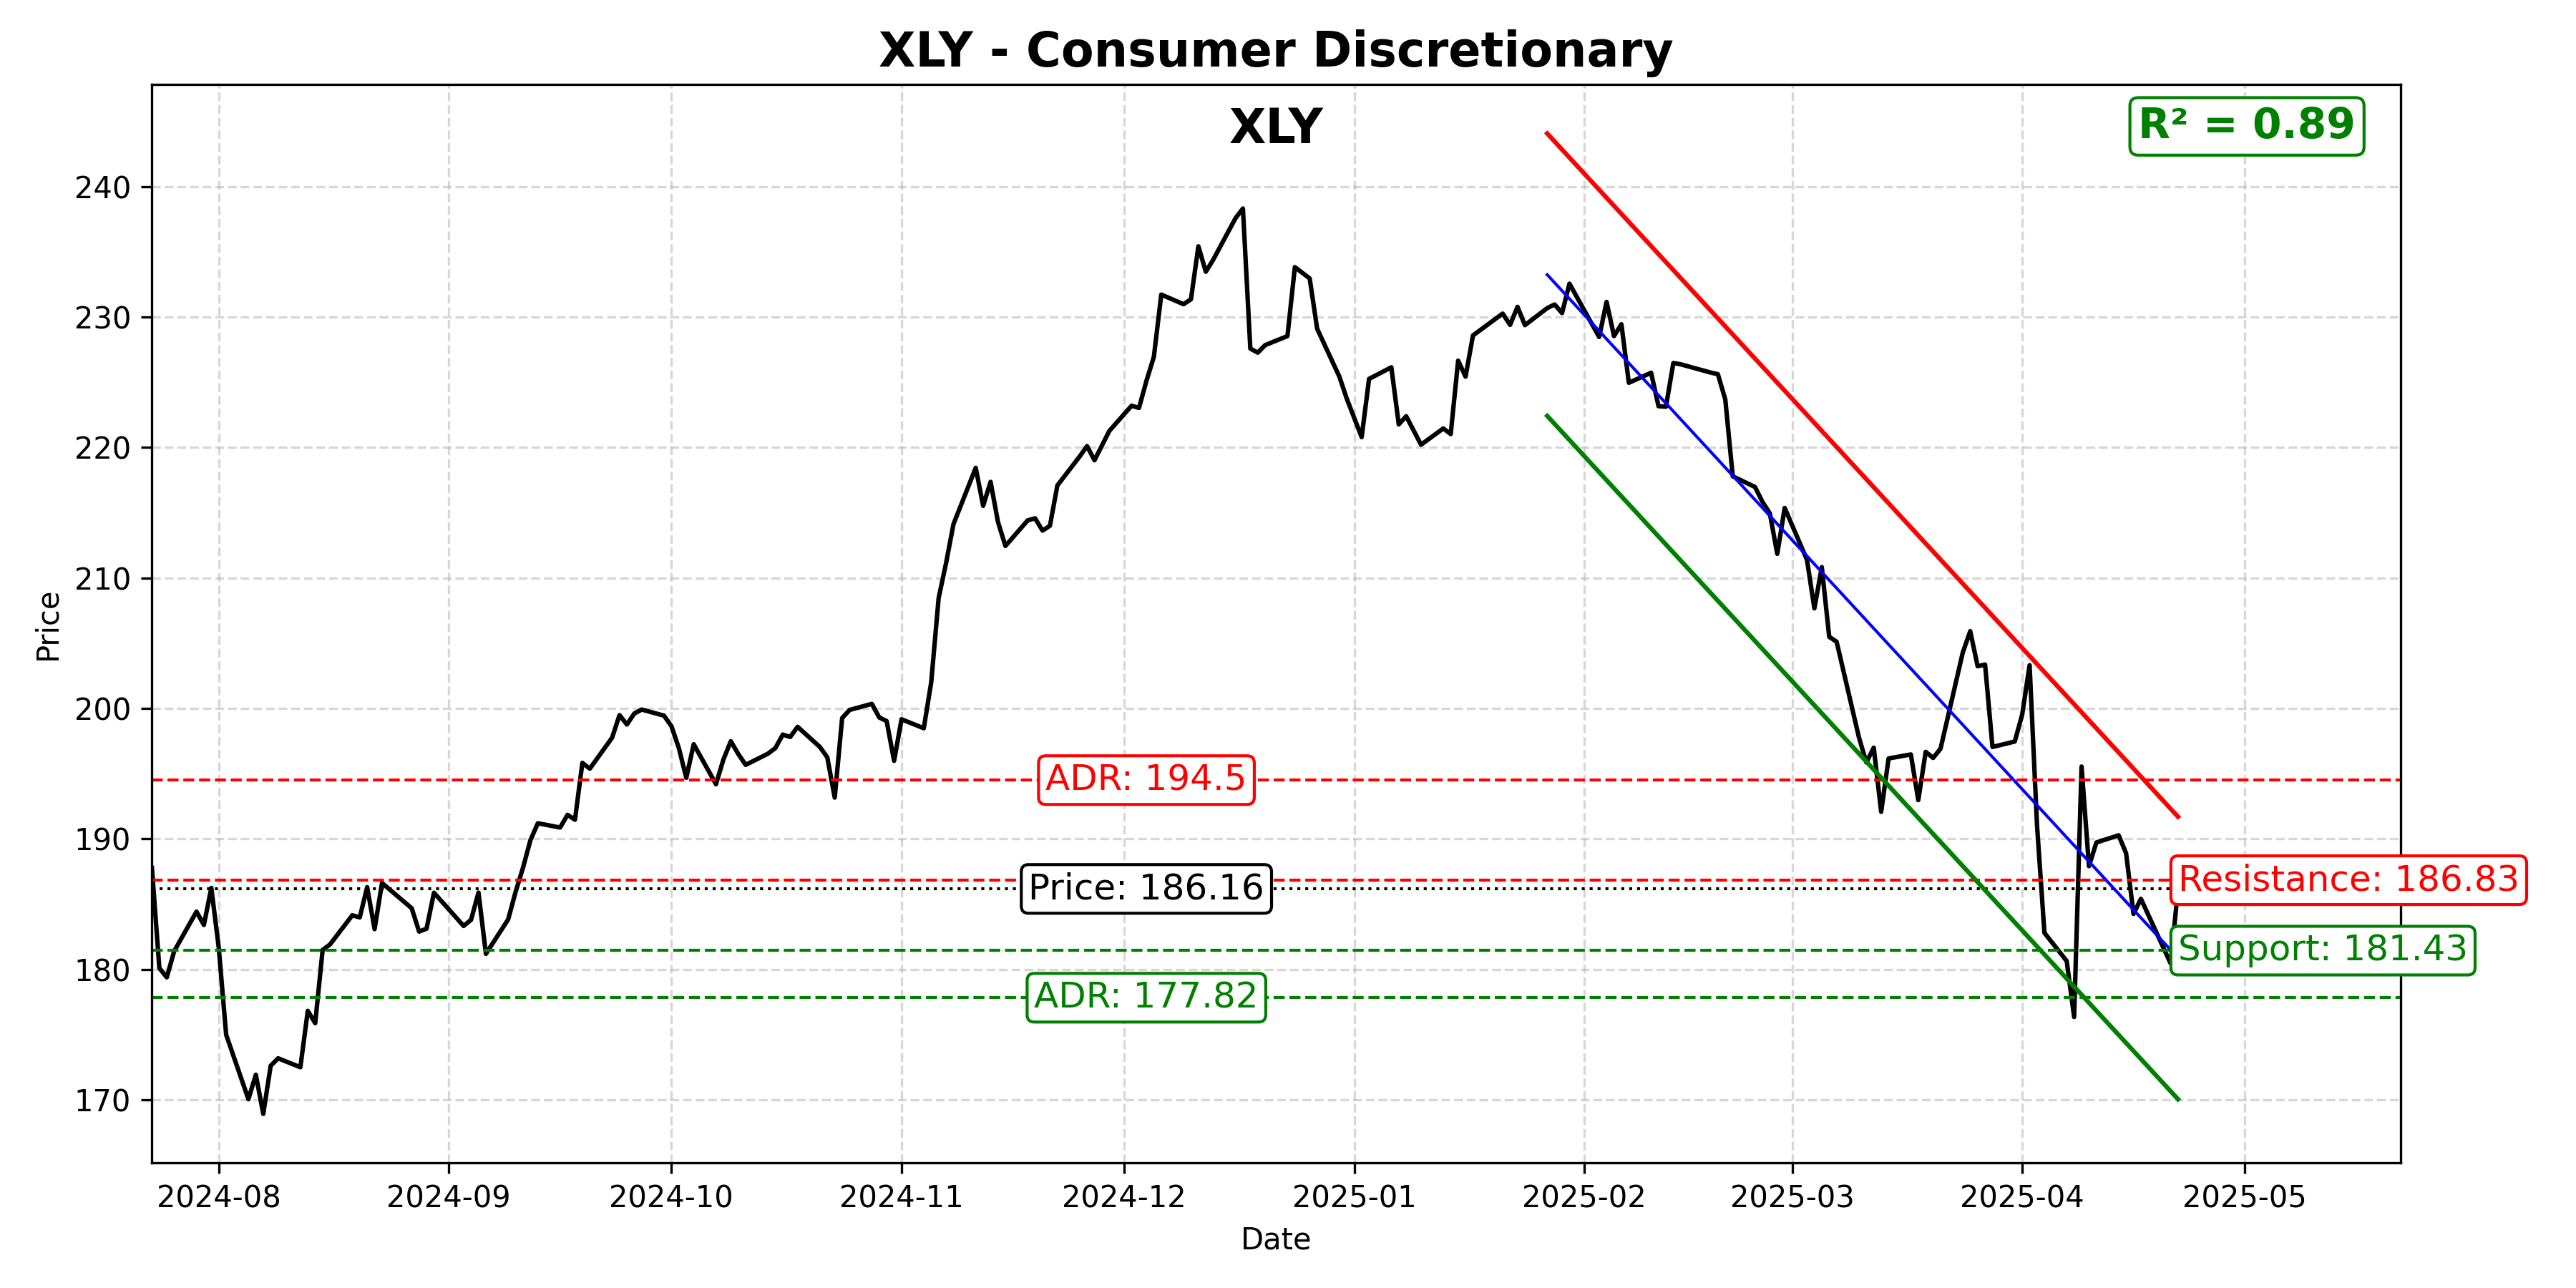 XLY - Consumer Discretionary
XLY
R² = 0.89
Price
240
230
220
210
200
190
180
170
ADR: 194.5
Price: 186.16
Resistance: 186.83
Support: 181.43
ADR: 177.82
2024-08
2024-09
2024-10
2024-11
2024-12
2025-01
2025-02
2025-03
2025-04
2025-05
Date